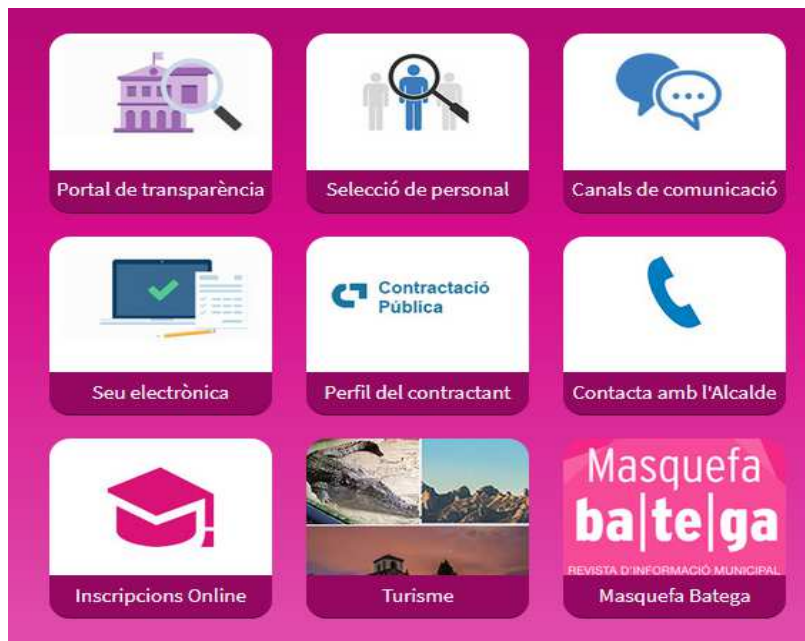 Portal de transparència
Selecció de personal
Canals de comunicació
Contractació
Pública
Seu electrònica
Perfil del contractant
Contacta amb l'Alcalde
Masquefa
ba|te|ga
REVISTA D'INFORMACIÓ MUNICIPAL
Inscripcions Online
Turisme
Masquefa Batega